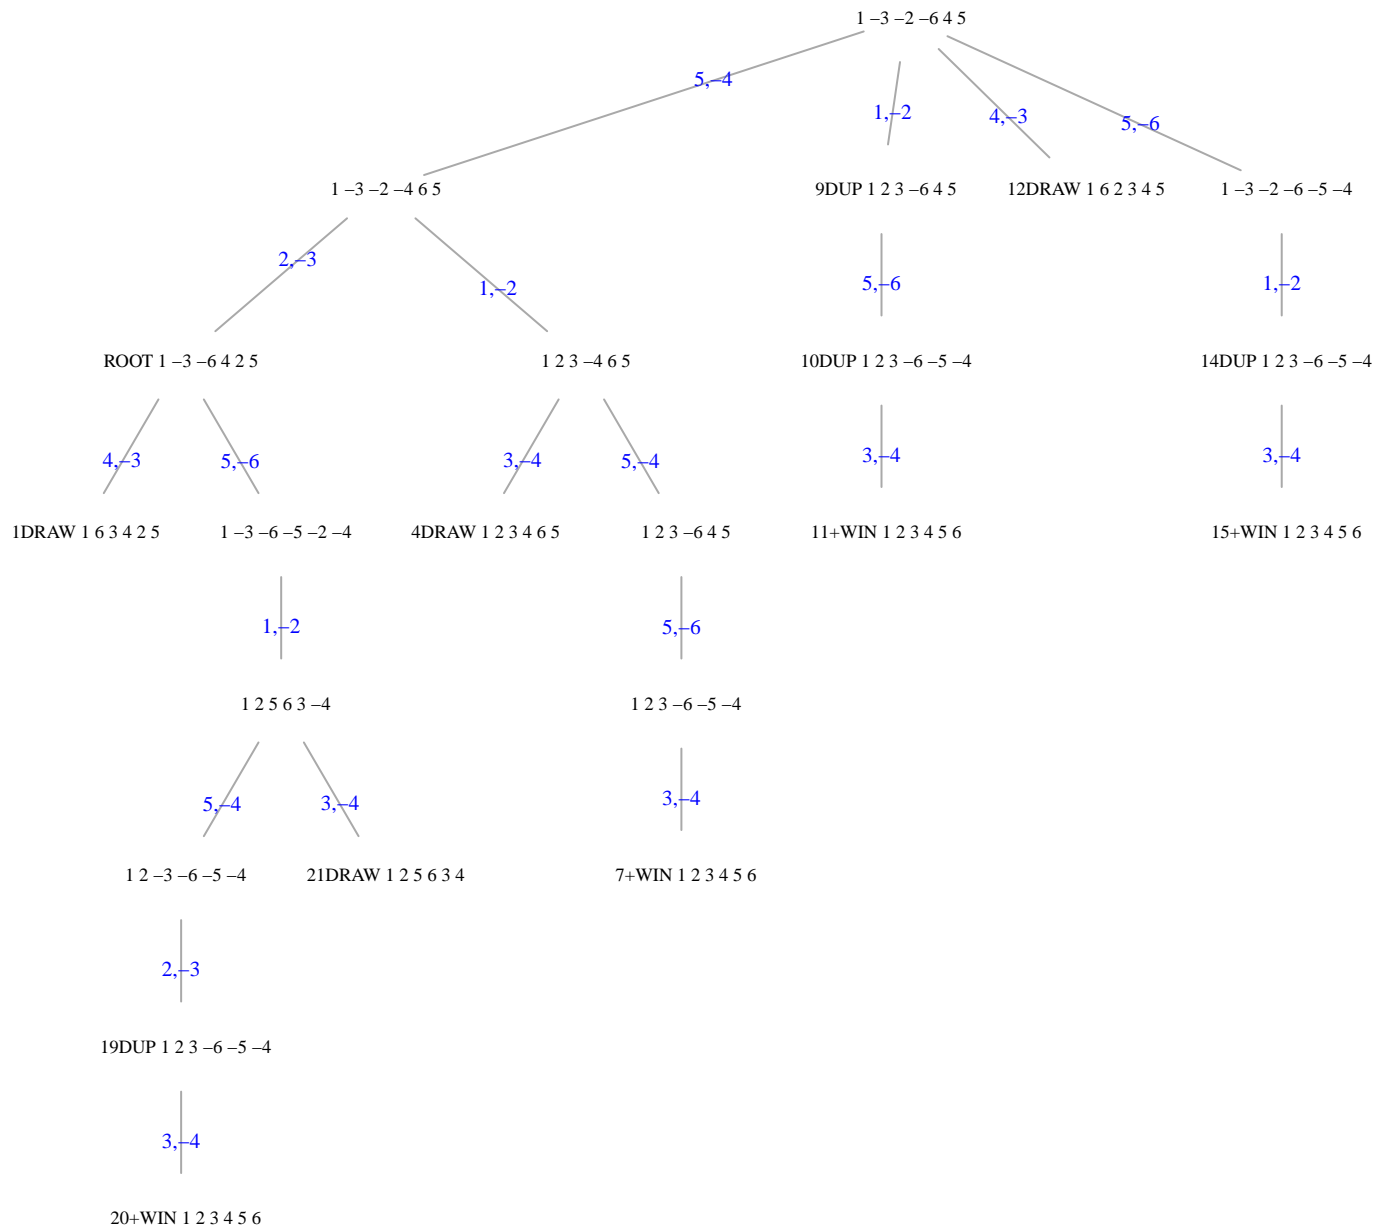 1 –3 –2 –6 4 5
5,–4
1,–2
4,–3
5,–6
1 –3 –2 –4 6 5
9DUP 1 2 3 –6 4 5
12DRAW 1 6 2 3 4 5
1 –3 –2 –6 –5 –4
2,–3
1,–2
5,–6
1,–2
ROOT 1 –3 –6 4 2 5
1 2 3 –4 6 5
10DUP 1 2 3 –6 –5 –4
14DUP 1 2 3 –6 –5 –4
4,–3
5,–6
3,–4
5,–4
3,–4
3,–4
1DRAW 1 6 3 4 2 5
1 –3 –6 –5 –2 –4
4DRAW 1 2 3 4 6 5
1 2 3 –6 4 5
11+WIN 1 2 3 4 5 6
15+WIN 1 2 3 4 5 6
1,–2
5,–6
1 2 5 6 3 –4
1 2 3 –6 –5 –4
5,–4
3,–4
3,–4
1 2 –3 –6 –5 –4
21DRAW 1 2 5 6 3 4
7+WIN 1 2 3 4 5 6
2,–3
19DUP 1 2 3 –6 –5 –4
3,–4
20+WIN 1 2 3 4 5 6